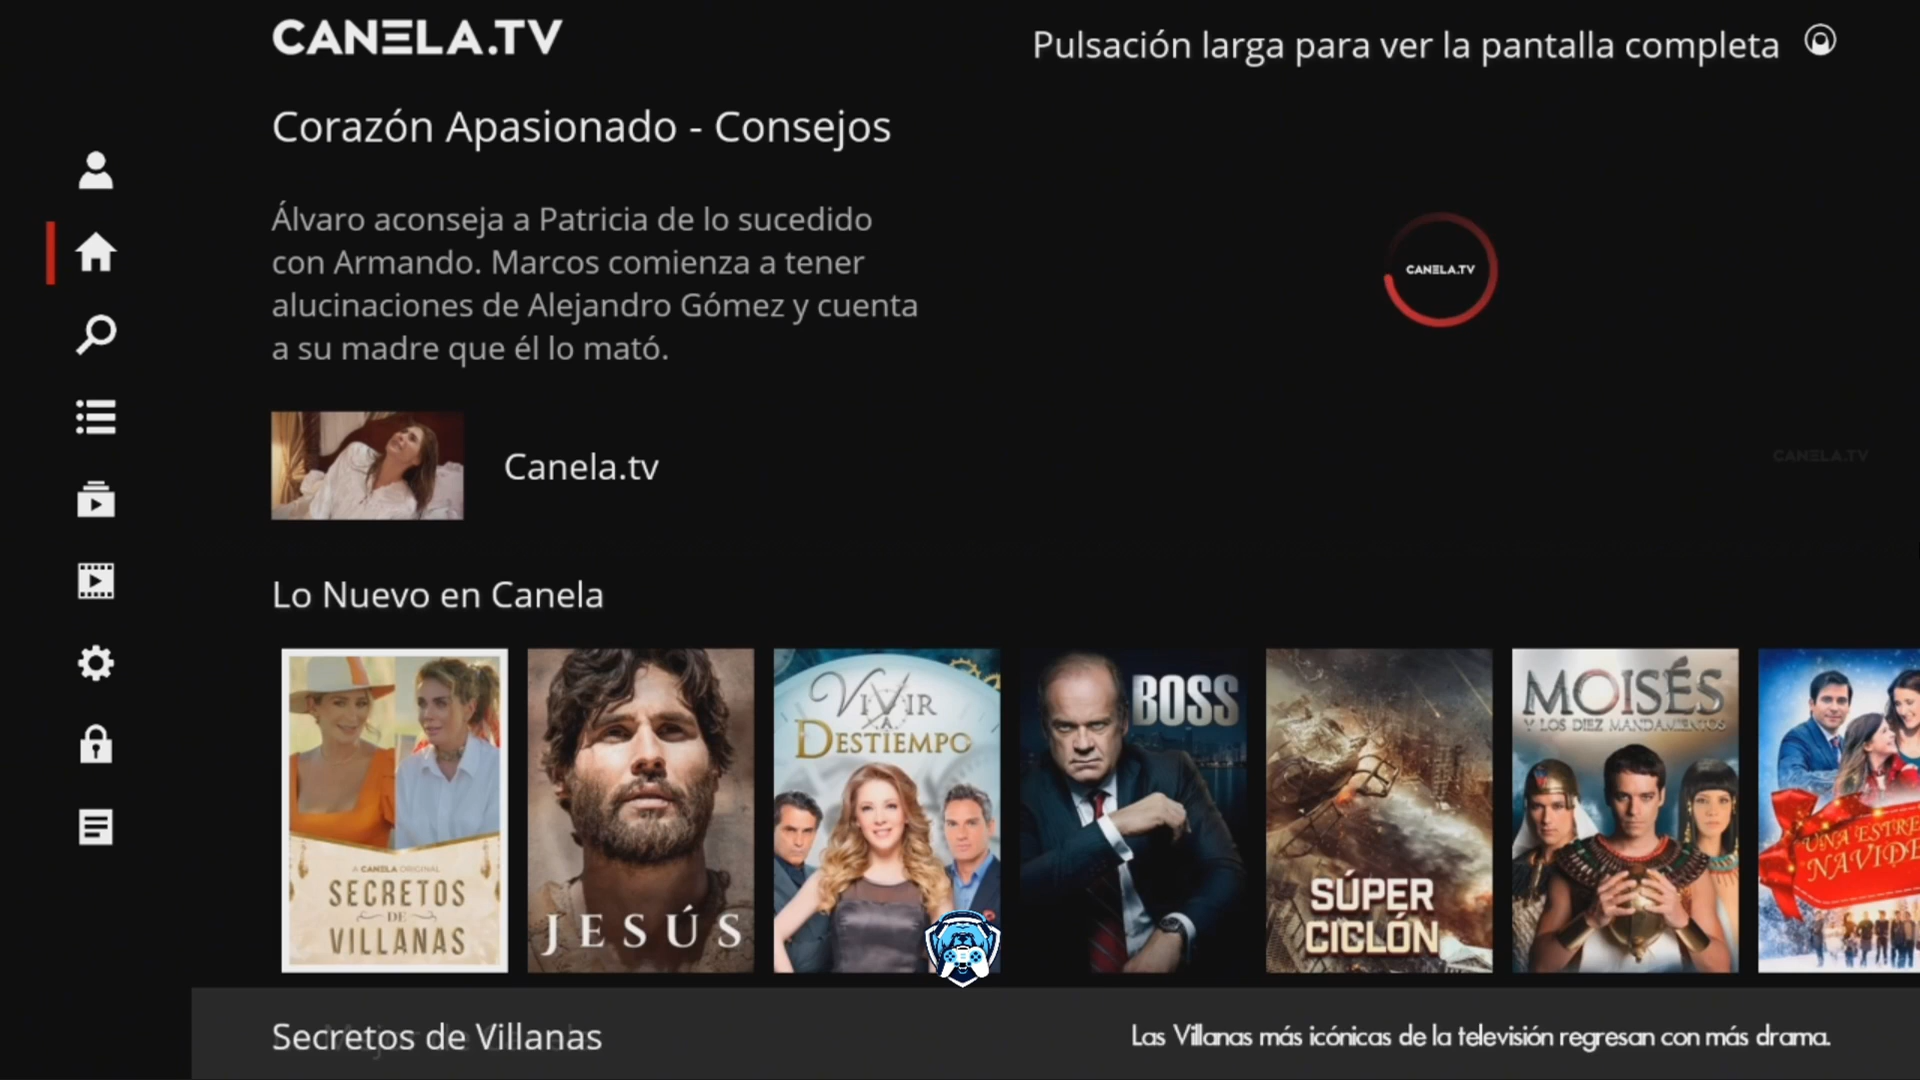 CANELA.TV
Pulsación larga para ver la pantalla completa
Corazón Apasionado - Consejos
Álvaro aconseja a Patricia de lo sucedido
con Armando. Marcos comienza a tener
alucinaciones de Alejandro Gómez y cuenta
a su madre que él lo mató.
CANELA.TV
CANELA.TV
Canela.tv
Lo Nuevo en Canela
A CANELA ORIGINAL
SECRETOS
DE
VILLANAS
JESÚS
VIVIR
A
DESTIEMPO
BOSS
SÚPER
CICLÓN
MOISÉS
Y LOS DIEZ MANDAMIENTOS
UNA
Secretos de Villanas
Las Villanas más icónicas de la televisión regresan con más drama.